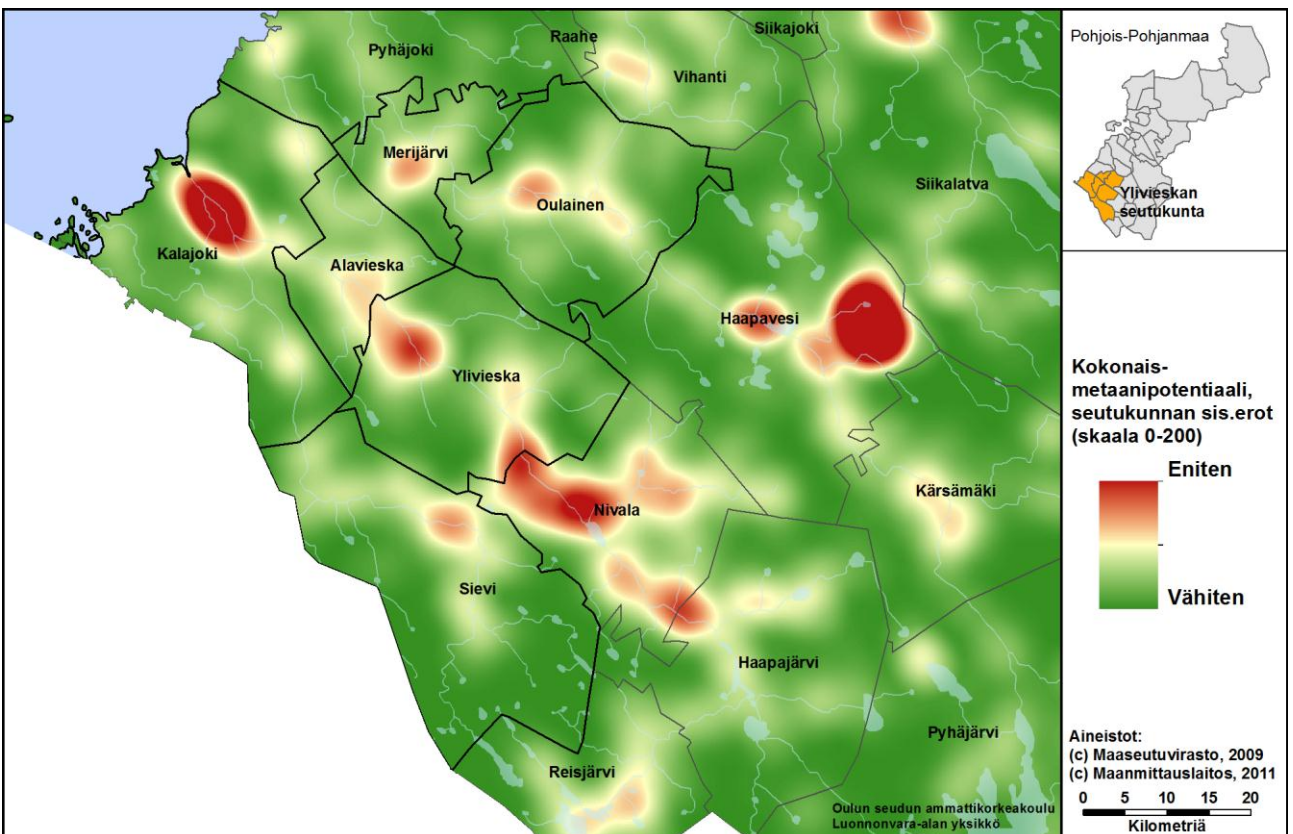 Pyhäjoki
Raahe
Siikajoki
Vihanti
Merijärvi
Siikalatva
Oulainen
Kalajoki
Alavieska
Haapavesi
Ylivieska
Kärsämäki
Nivala
Sievi
Haapajärvi
Pyhäjärvi
Reisjärvi
Oulun seudun ammattikorkeakoulu
Luonnonvara-alan yksikkö
Pohjois-Pohjanmaa
Ylivieskan
seutukunta
Kokonais-
metaanipotentiaali,
seutukunnan sis.erot
(skaala 0-200)
Eniten
Vähiten
Aineistot:
(c) Maaseutuvirasto, 2009
(c) Maanmittauslaitos, 2011
0 5 10 15 20
Kilometriä